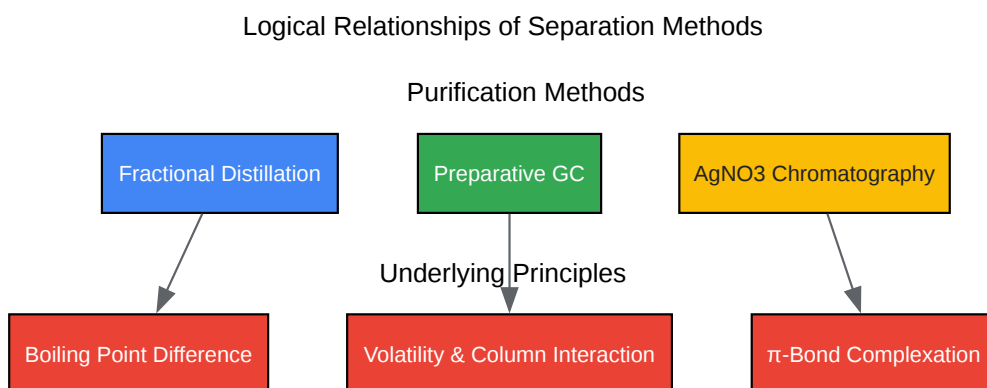 Logical Relationships of Separation Methods
Purification Methods
Fractional Distillation
Preparative GC
AgNO3 Chromatography
Underlying Principles
Boiling Point Difference
Volatility & Column Interaction
π-Bond Complexation